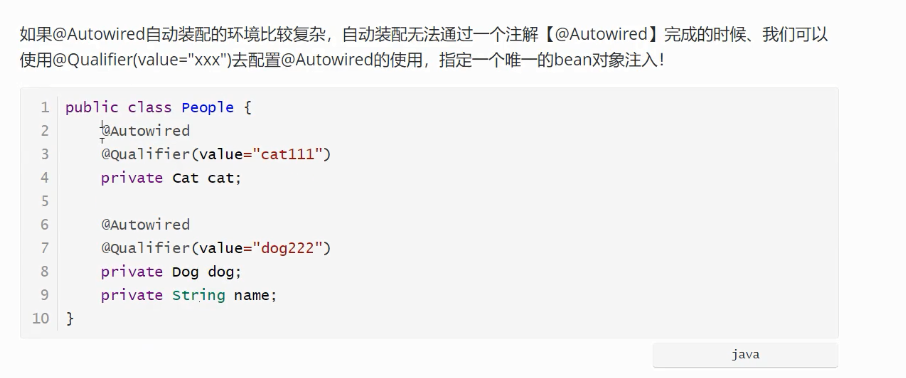 如果@Autowired自动装配的环境比较复杂，自动装配无法通过一个注解【@Autowired】完成的时候、我们可以
使用@Qualifier(value="xxx")去配置@Autowired的使用，指定一个唯一的bean对象注入！
1 public class People {
2     @Autowired
3     @Qualifier(value="cat111")
4     private Cat cat;
5
6     @Autowired
7     @Qualifier(value="dog222")
8     private Dog dog;
9     private String name;
10 }
java